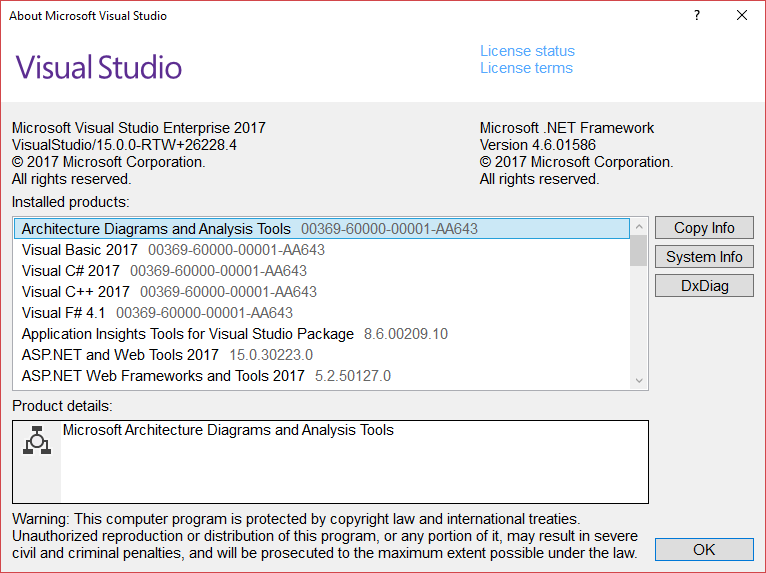 About Microsoft Visual Studio
?
Visual Studio
License status
License terms
Microsoft Visual Studio Enterprise 2017
VisualStudio/15.0.0-RTW+26228.4
© 2017 Microsoft Corporation.
All rights reserved.
Microsoft .NET Framework
Version 4.6.01586
© 2017 Microsoft Corporation.
All rights reserved.
Installed products:
Architecture Diagrams and Analysis Tools 00369-60000-00001-AA643
Visual Basic 2017 00369-60000-00001-AA643
Visual C# 2017 00369-60000-00001-AA643
Visual C++ 2017 00369-60000-00001-AA643
Visual F# 4.1 00369-60000-00001-AA643
Application Insights Tools for Visual Studio Package 8.6.00209.10
ASP.NET and Web Tools 2017 15.0.30223.0
ASP.NET Web Frameworks and Tools 2017 5.2.50127.0
Copy Info
System Info
DxDiag
Product details:
Microsoft Architecture Diagrams and Analysis Tools
Warning: This computer program is protected by copyright law and international treaties.
Unauthorized reproduction or distribution of this program, or any portion of it, may result in severe
civil and criminal penalties, and will be prosecuted to the maximum extent possible under the law.
OK